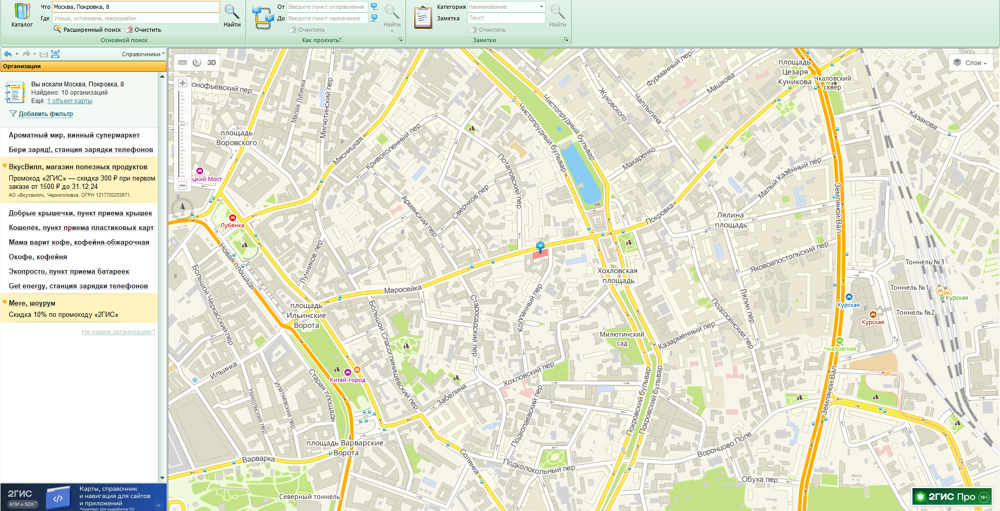 Каталог
Что
Москва, Покровка, 8
Где
Улица, остановка, микрорайон
Расширенный поиск
Очистить
Найти
Основной поиск
От
Введите пункт отправления
До
Введите пункт назначения
Очистить
Найти
Как проехать?
Категория
Наименование
Заметка
Текст
Очистить
Найти
Заметки
Справочники
Организации
Вы искали Москва, Покровка, 8
Найдено: 10 организаций
Ещё: 1 объект карты
Добавить фильтр
Ароматный мир, винный супермаркет
Бери заряд!, станция зарядки телефонов
ВкусВилл, магазин полезных продуктов
Промокод «2ГИС» — скидка 300 ₽ при первом
заказе от 1500 ₽ до 31.12.24
АО «Вкусвилл», Черноголовка, ОГРН 1217700253671.
Добрые крышечки, пункт приема крышек
Кошелёк, пункт приема пластиковых карт
Мама варит кофе, кофейня-обжарочная
Окофе, кофейня
Экопросто, пункт приема батареек
Get energy, станция зарядки телефонов
Меге, шоурум
Скидка 10% по промокоду «2ГИС»
Не нашли организацию?
2ГИС
АПИ и SDK*
Карты, справочник
и навигация для сайтов
и приложений
*Комплект для разработки ПО
18+
3D
Слои
площадь
Цезаря
Куникова
Чкаловский
сквер
Фурманный пер
Машкова
Жуковского
Чаплыгина
Казакова
Малая Лубянка
Милютинский пер
площадь
Воровского
Мясницкая
Кривоколенный пер
Чистопрудный бульвар
Чистопрудный бульвар
Макаренко
Малый Казённый пер
Потаповский пер
Кузнецкий Мост
Сверчков пер
Армянский пер
Земляной Вал
Лубянка
Покровка
Лялина
площадь
Новая площадь
Лучников пер
Яковоапостольский пер
Хохловская
площадь
Тоннель №3
Тоннель №1
Тоннель №2
Курская
Курская
Курская
Чкаловская
Большой Черкасский пер
Маросейка
площадь
Ильинские
Ворота
Большой Спасоглинищевский пер
Старосадский пер
Колпачный пер
Лялин пер
Подсосенский пер
Милютинский
сад
Казарменный пер
Ильинка
Китай-город
Старая площадь
Никольский пер
Ипатьевский пер
Хохловский пер
Забелина
Подкопаевский пер
Покровский бульвар
Покровский бульвар
Земляной Вал
площадь Варварские
Ворота
Варварка
Солянка
Подколокольный пер
Воронцово Поле
Обуха пер
Северный тоннель
2ГИС Про
18+